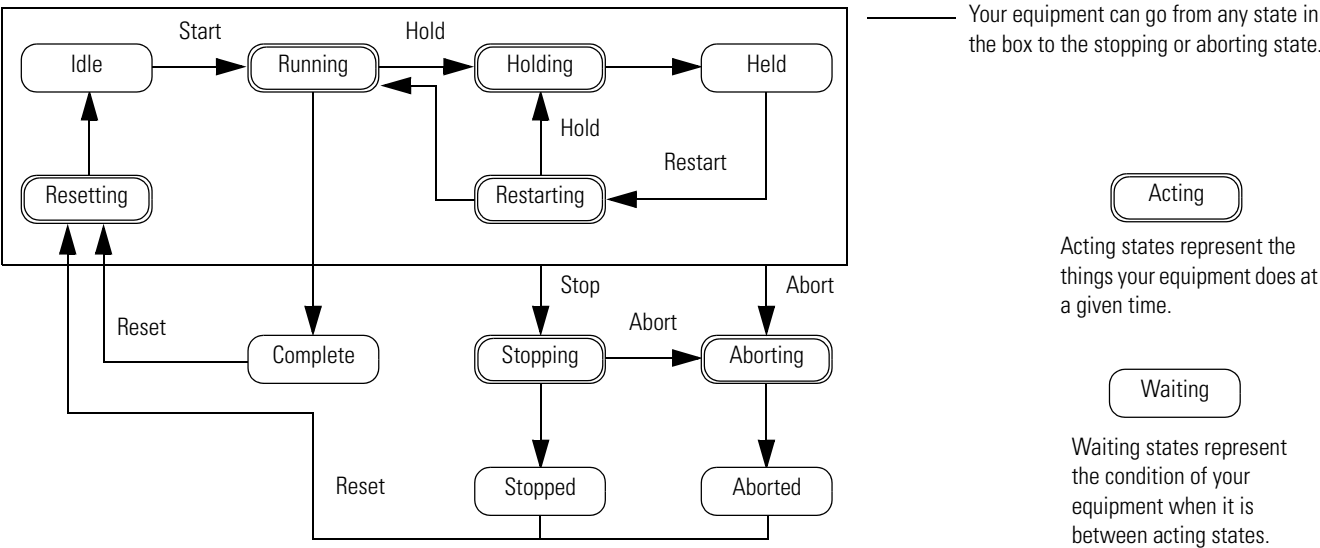 Your equipment can go from any state in
the box to the stopping or aborting state.
Start
Hold
Idle
Running
Holding
Held
Hold
Restart
Resetting
Restarting
Acting
Acting states represent the
things your equipment does at
a given time.
Stop
Abort
Reset
Abort
Complete
Stopping
Aborting
Waiting
Waiting states represent
the condition of your
equipment when it is
between acting states.
Reset
Stopped
Aborted